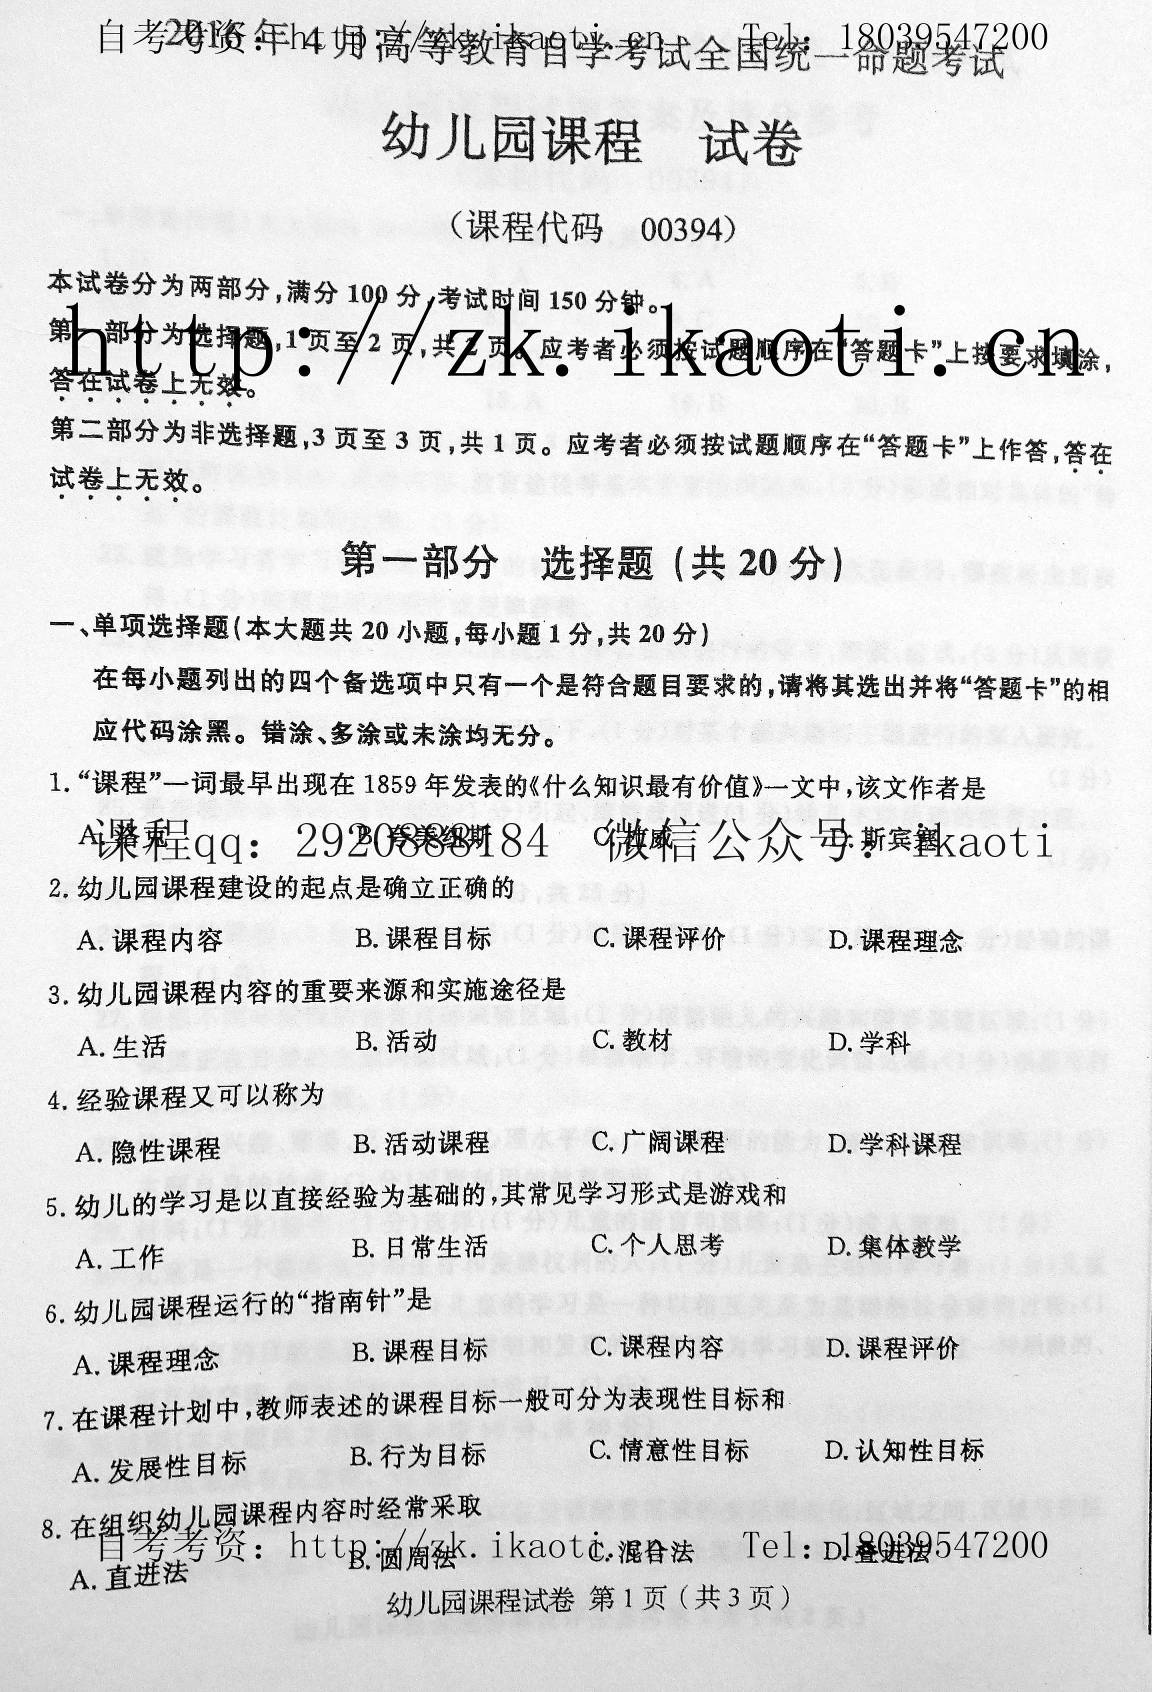 自考考资：http://zk.ikaoti.cn Tel：18039547200
2016年4月高等教育自学考试全国统一命题考试
幼儿园课程 试卷
（课程代码 00394）
本试卷分为两部分，满分100分，考试时间150分钟。
第一部分为选择题，1页至2页，共2页。应考者必须按试题顺序在“答题卡”上按要求填涂，
http://zk.ikaoti.cn
答在试卷上无效。
第二部分为非选择题，3页至3页，共1页。应考者必须按试题顺序在“答题卡”上作答，答在
试卷上无效。
第一部分 选择题（共20分）
一、单项选择题（本大题共20小题，每小题1分，共20分）
在每小题列出的四个备选项中只有一个是符合题目要求的，请将其选出并将“答题卡”的相
应代码涂黑。错涂、多涂或未涂均无分。
1.“课程”一词最早出现在1859年发表的《什么知识最有价值》一文中，该文作者是
A.洛克 B.夸美纽斯 C.杜威 D.斯宾塞
课程qq：2920888184 微信公众号：ikaoti
2.幼儿园课程建设的起点是确立正确的
A.课程内容 B.课程目标 C.课程评价 D.课程理念
3.幼儿园课程内容的重要来源和实施途径是
A.生活 B.活动 C.教材 D.学科
4.经验课程又可以称为
A.隐性课程 B.活动课程 C.广阔课程 D.学科课程
5.幼儿的学习是以直接经验为基础的，其常见学习形式是游戏和
A.工作 B.日常生活 C.个人思考 D.集体教学
6.幼儿园课程运行的“指南针”是
A.课程理念 B.课程目标 C.课程内容 D.课程评价
7.在课程计划中，教师表述的课程目标一般可分为表现性目标和
A.发展性目标 B.行为目标 C.情意性目标 D.认知性目标
8.在组织幼儿园课程内容时经常采取
A.直进法 B.圆周法 C.混合法 D.叠进法
自考考资：http://zk.ikaoti.cn Tel：18039547200
幼儿园课程试卷 第1页（共3页）